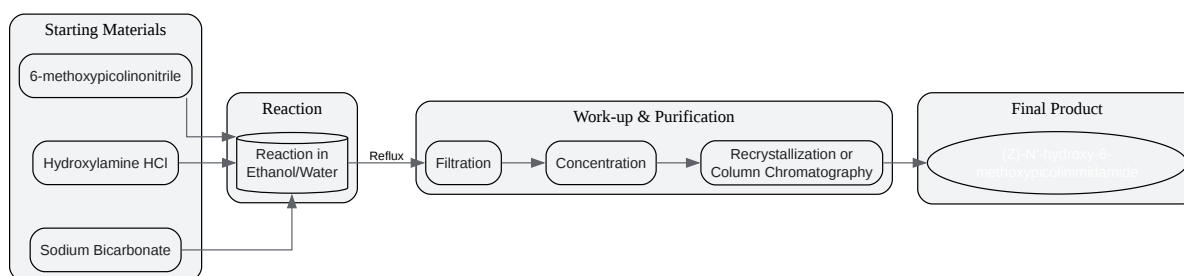 Starting Materials
6-methoxypicolinonitrile
Hydroxylamine HCl
Sodium Bicarbonate
Reaction
Reaction in
Ethanol/Water
Reflux
Work-up & Purification
Filtration
Concentration
Recrystallization or
Column Chromatography
Final Product
(Z)-N'-hydroxy-6-
methoxypicolinimidamide